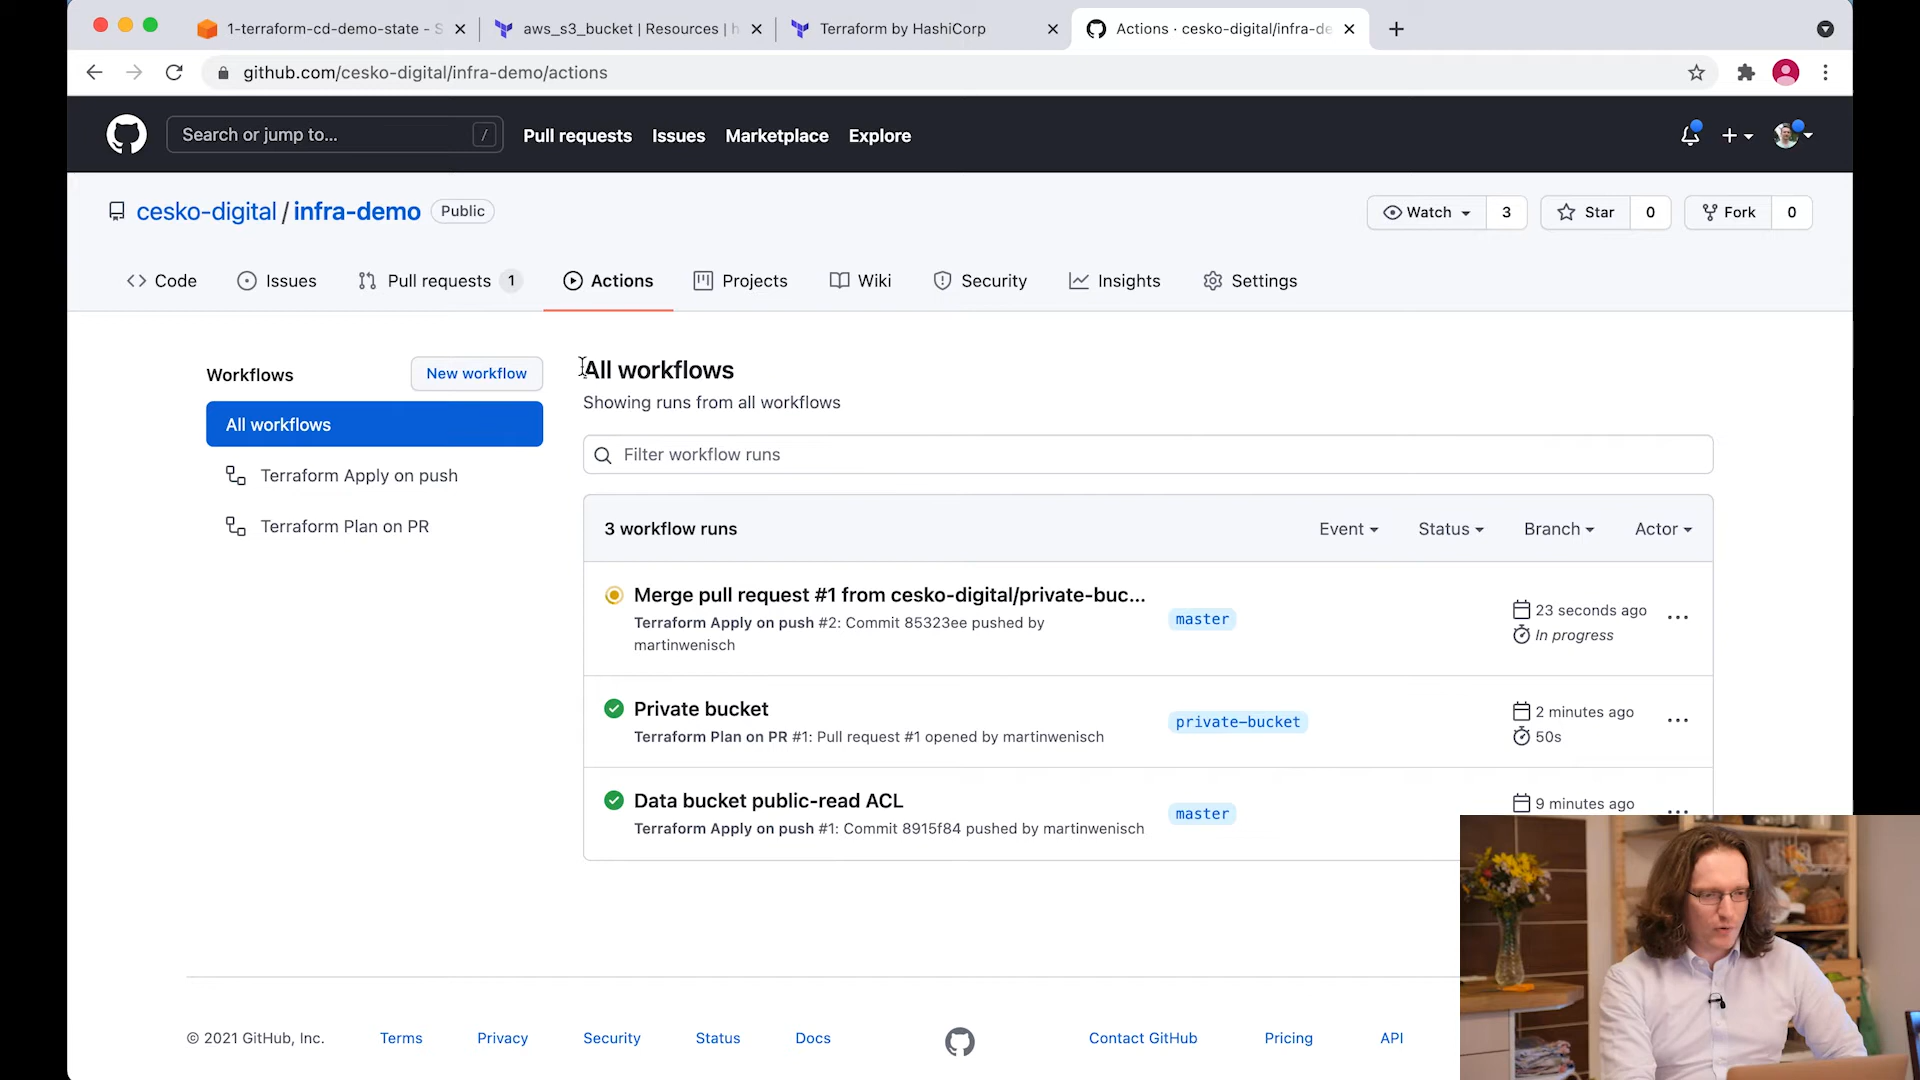 1-terraform-cd-demo-state - S
aws_s3_bucket | Resources | h
Terraform by HashiCorp
Actions · cesko-digital/infra-de
github.com/cesko-digital/infra-demo/actions
Search or jump to... /
Pull requests Issues Marketplace Explore
cesko-digital / infra-demo Public
Watch 3 Star 0 Fork 0
Code Issues Pull requests 1 Actions Projects Wiki Security Insights Settings
Workflows New workflow
All workflows
Terraform Apply on push
Terraform Plan on PR
All workflows
Showing runs from all workflows
Filter workflow runs
3 workflow runs Event Status Branch Actor
Merge pull request #1 from cesko-digital/private-buc...
Terraform Apply on push #2: Commit 85323ee pushed by
martinwenisch
master
23 seconds ago
In progress
Private bucket
Terraform Plan on PR #1: Pull request #1 opened by martinwenisch
private-bucket
2 minutes ago
50s
Data bucket public-read ACL
Terraform Apply on push #1: Commit 8915f84 pushed by martinwenisch
master
9 minutes ago
© 2021 GitHub, Inc. Terms Privacy Security Status Docs Contact GitHub Pricing API